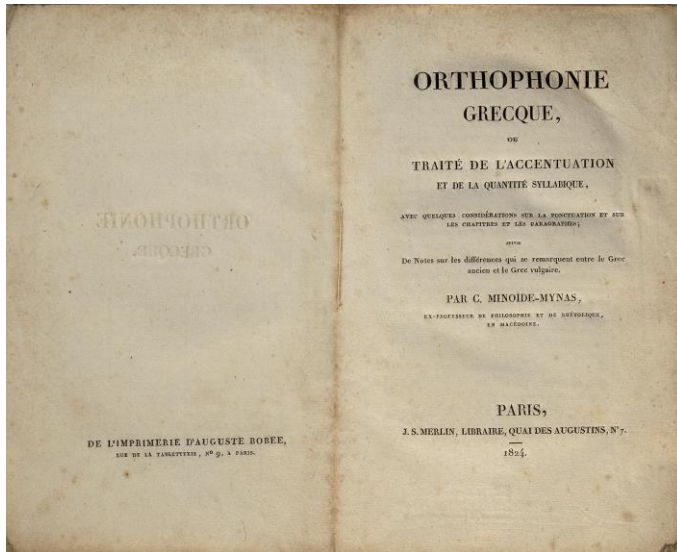 DE L'IMPRIMERIE D'AUGUSTE BOBÉE,
RUE DE LA TABLETTERIE, Nº 9, A PARIS.
ORTHOPHONIE
GRECQUE,
OU
TRAITÉ DE L'ACCENTUATION
ET DE LA QUANTITÉ SYLLABIQUE,
AVEC QUELQUES CONSIDÉRATIONS SUR LA PONCTUATION ET SUR
LES CHAPITRES ET LES PARAGRAPHES;
SUIVIE
De Notes sur les différences qui se remarquent entre le Grec
ancien et le Grec vulgaire.
PAR C. MINOÏDE-MYNAS,
EX-PROFESSEUR DE PHILOSOPHIE ET DE RHÉTORIQUE,
EN MACÉDOINE.
PARIS,
J. S. MERLIN, LIBRAIRE, QUAI DES AUGUSTINS, Nº 7.
1824.